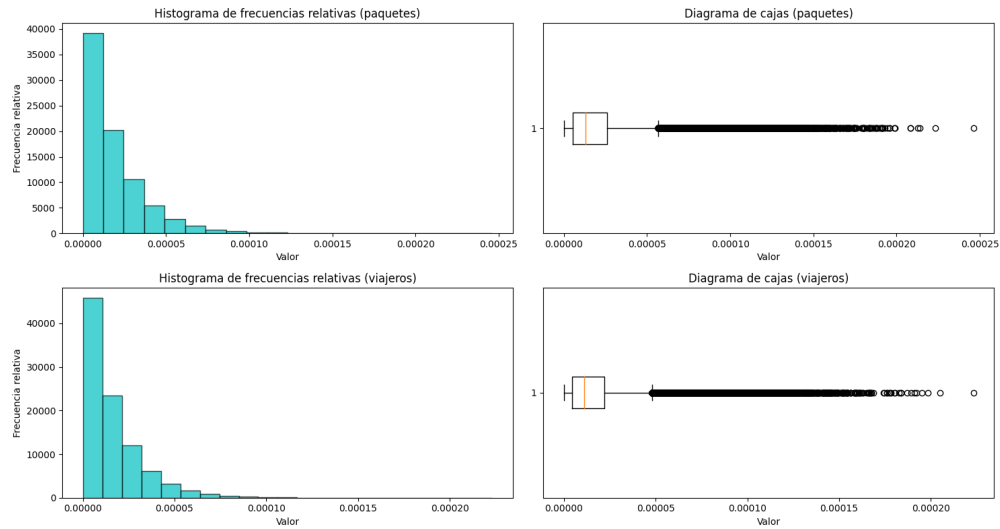 Histograma de frecuencias relativas (paquetes)
Frecuencia relativa
40000
35000
30000
25000
20000
15000
10000
5000
0
0.00000 0.00005 0.00010 0.00015 0.00020 0.00025
Valor
Diagrama de cajas (paquetes)
1
0.00000 0.00005 0.00010 0.00015 0.00020 0.00025
Valor
Histograma de frecuencias relativas (viajeros)
Frecuencia relativa
40000
30000
20000
10000
0
0.00000 0.00005 0.00010 0.00015 0.00020
Valor
Diagrama de cajas (viajeros)
1
0.00000 0.00005 0.00010 0.00015 0.00020
Valor